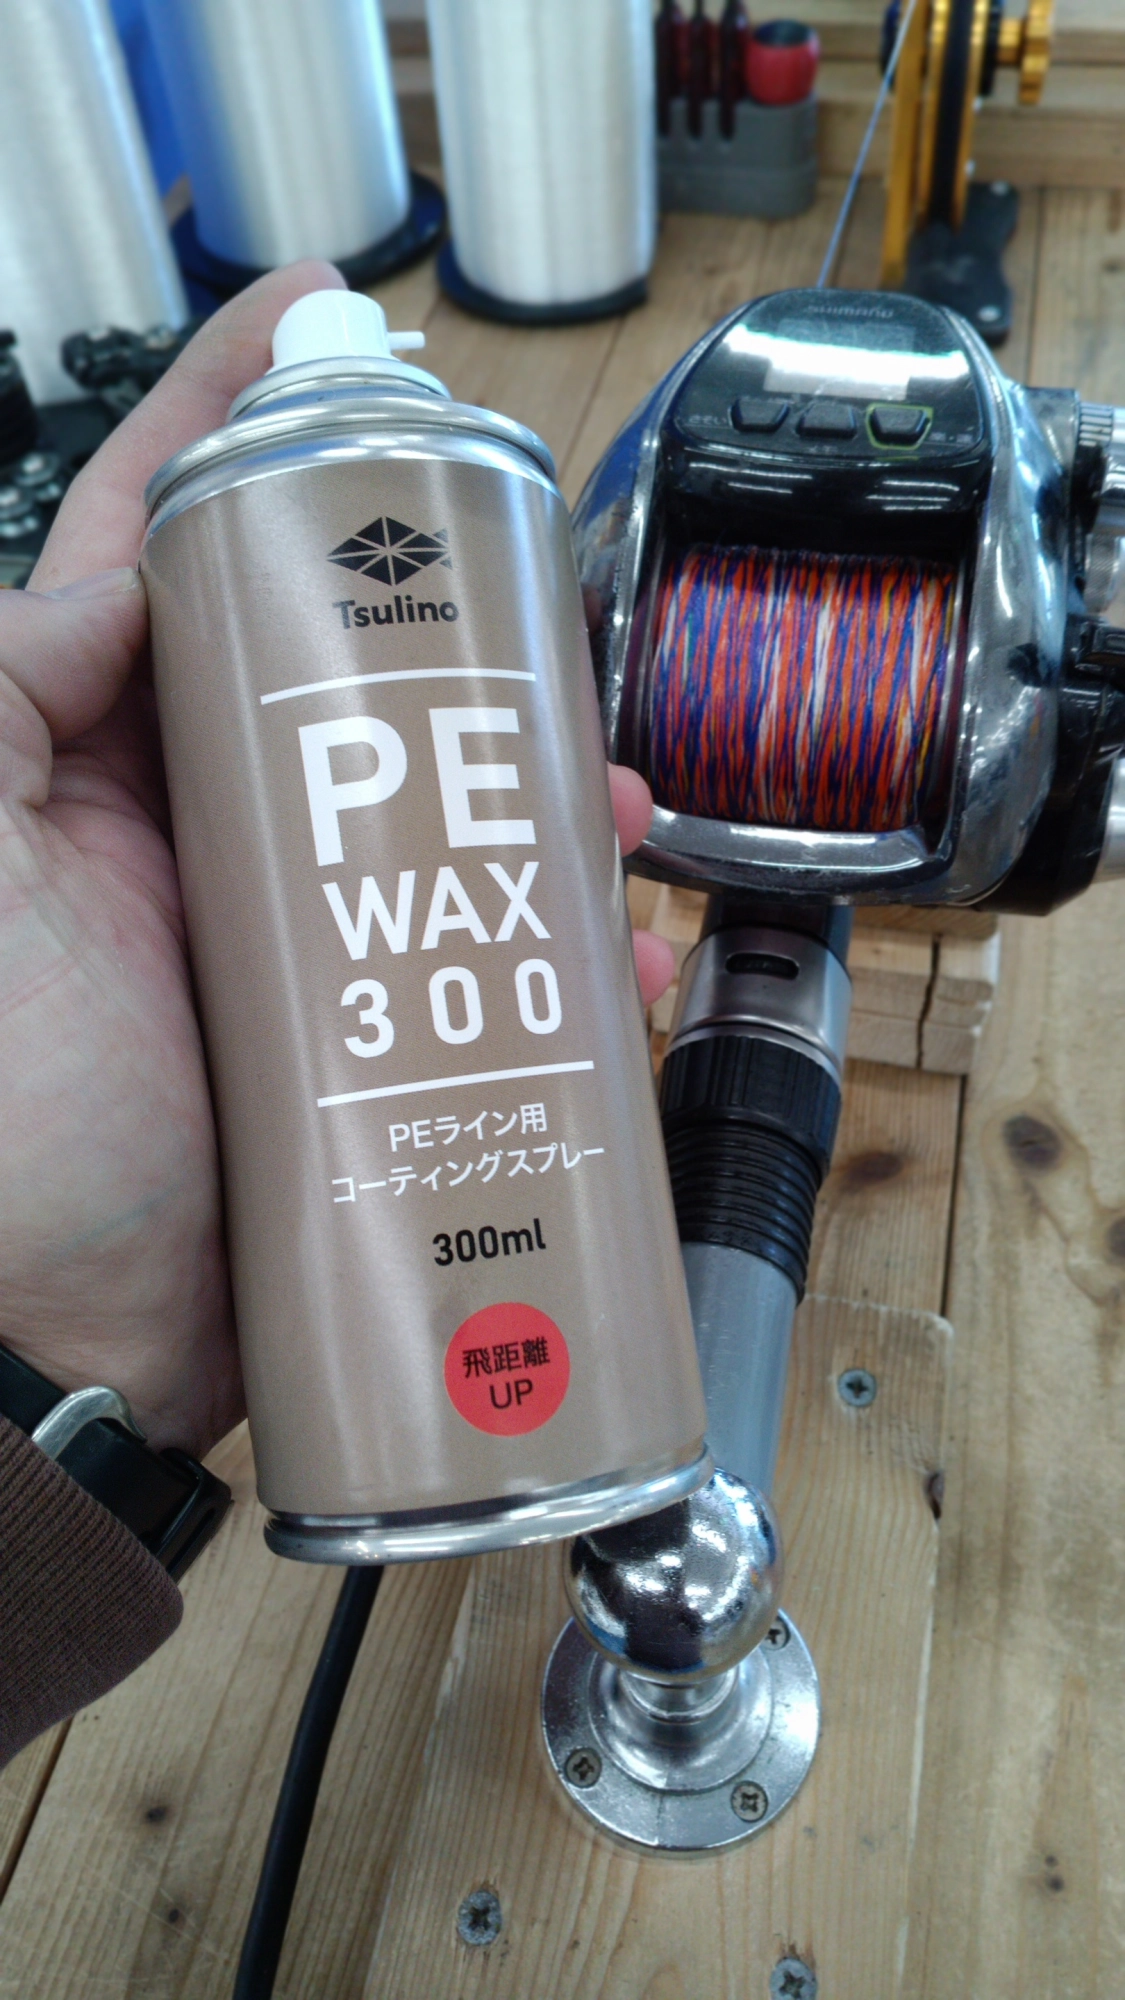 SHIMANO
Tsulino
PE
WAX
300
PEライン用
コーティングスプレー
300ml
飛距離
UP